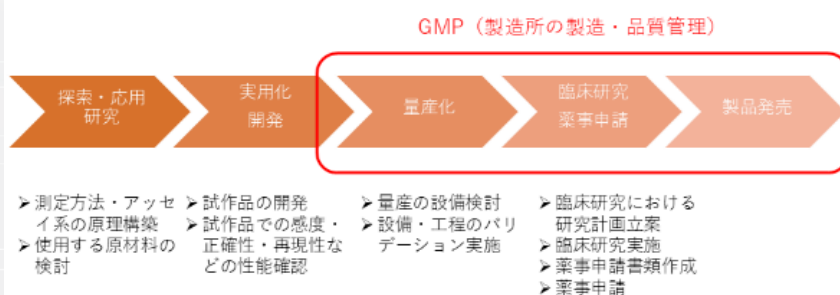 GMP（製造所の製造・品質管理）
探索・応用
研究
実用化
開発
量産化
臨床研究
薬事申請
製品発売
➢測定方法・アッセ
イ系の原理構築
➢使用する原材料の
検討
➢試作品の開発
➢試作品での感度・
正確性・再現性な
どの性能確認
➢量産の設備検討
➢設備・工程のバリ
デーション実施
➢臨床研究における
研究計画立案
➢臨床研究実施
➢薬事申請書類作成
➢薬事申請